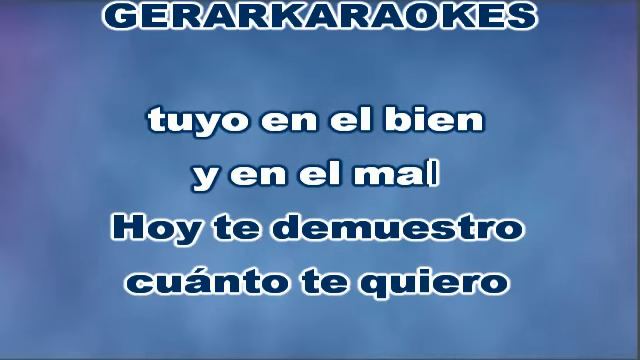 GERARKARAOKES
tuyo en el bien
y en el mal
Hoy te demuestro
cuánto te quiero